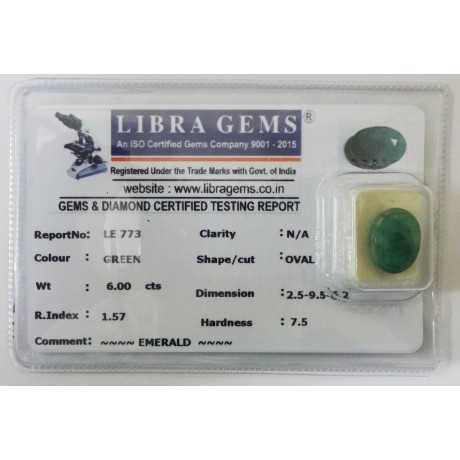 LIBRA GEMS ®
An ISO Certified Gems Company 9001 - 2015
Registered Under the Trade Marks with Govt. of India
website : www.libragems.co.in
GEMS & DIAMOND CERTIFIED TESTING REPORT
ReportNo: LE 773 Clarity : N/A
Colour : GREEN Shape/cut : OVAL
Wt : 6.00 cts Dimension :
R.Index : 1.57 Hardness : 7.5
Comment: ~~~~ EMERALD ~~~~